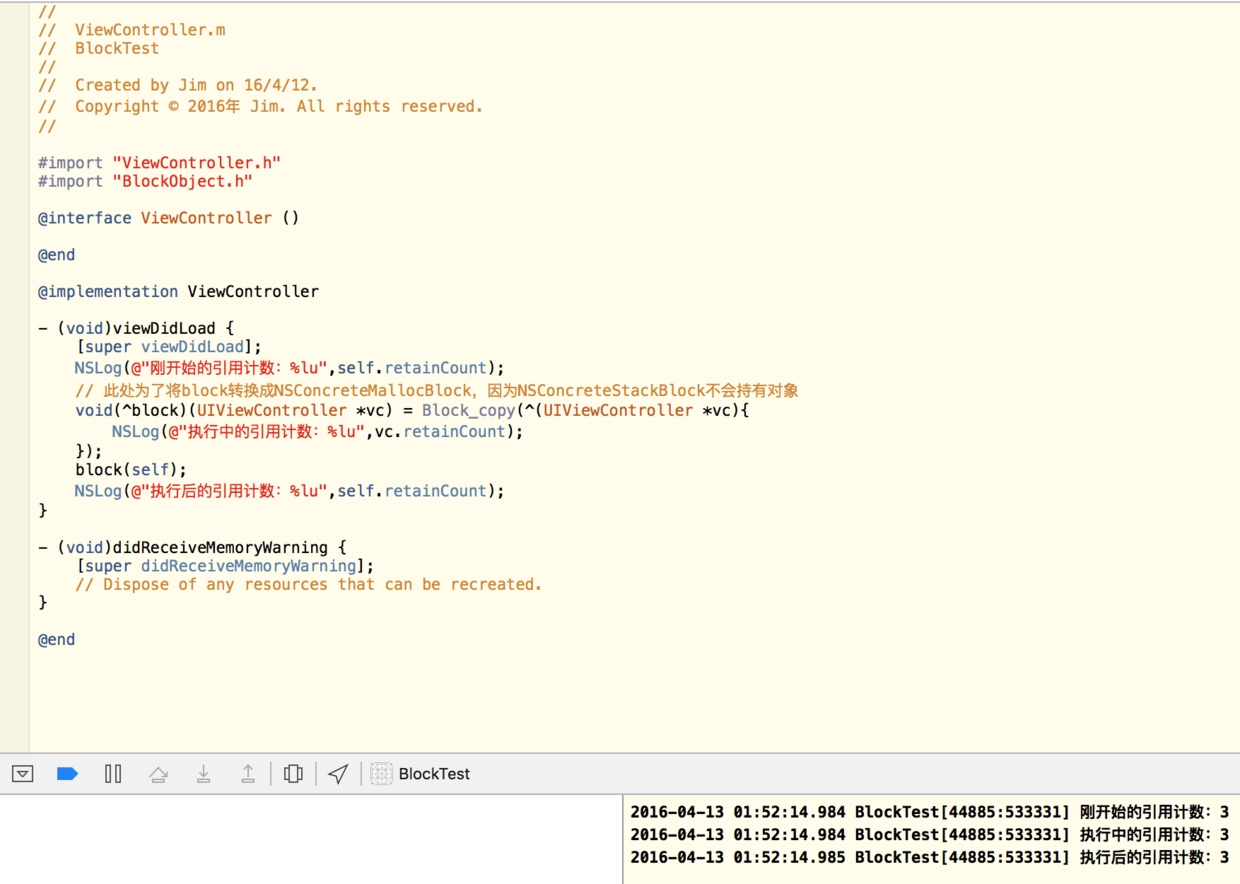 //
//  ViewController.m
//  BlockTest
//
//  Created by Jim on 16/4/12.
//  Copyright © 2016年 Jim. All rights reserved.
//
#import "ViewController.h"
#import "BlockObject.h"
@interface ViewController ()
@end
@implementation ViewController
- (void)viewDidLoad {
    [super viewDidLoad];
    NSLog(@"刚开始的引用计数：%lu",self.retainCount);
    // 此处为了将block转换成NSConcreteMallocBlock，因为NSConcreteStackBlock不会持有对象
    void(^block)(UIViewController *vc) = Block_copy(^(UIViewController *vc){
        NSLog(@"执行中的引用计数：%lu",vc.retainCount);
    });
    block(self);
    NSLog(@"执行后的引用计数：%lu",self.retainCount);
}
- (void)didReceiveMemoryWarning {
    [super didReceiveMemoryWarning];
    // Dispose of any resources that can be recreated.
}
@end
BlockTest
2016-04-13 01:52:14.984 BlockTest[44885:533331] 刚开始的引用计数：3
2016-04-13 01:52:14.984 BlockTest[44885:533331] 执行中的引用计数：3
2016-04-13 01:52:14.985 BlockTest[44885:533331] 执行后的引用计数：3